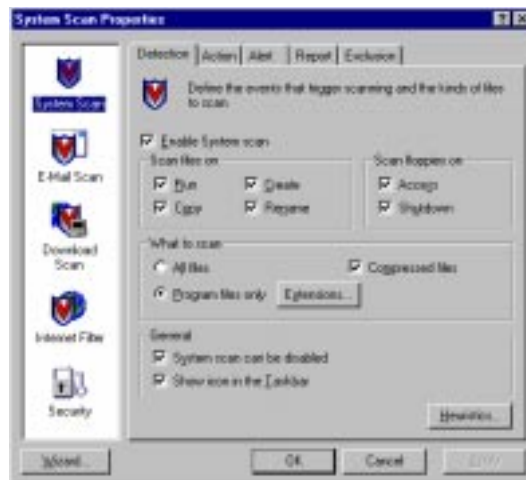 System Scan Properties
System Scan
E-Mail Scan
Download Scan
Internet Filter
Security
Detection Action Alert Report Exclusion
Define the events that trigger scanning and the kinds of files
to scan
Enable System scan
Scan files on
Run Create
Copy Rename
Scan floppies on
Access
Shutdown
What to scan
All files Compressed files
Program files only Extensions...
General
System scan can be disabled
Show icon in the Taskbar
Heuristics...
Wizard... OK Cancel Apply